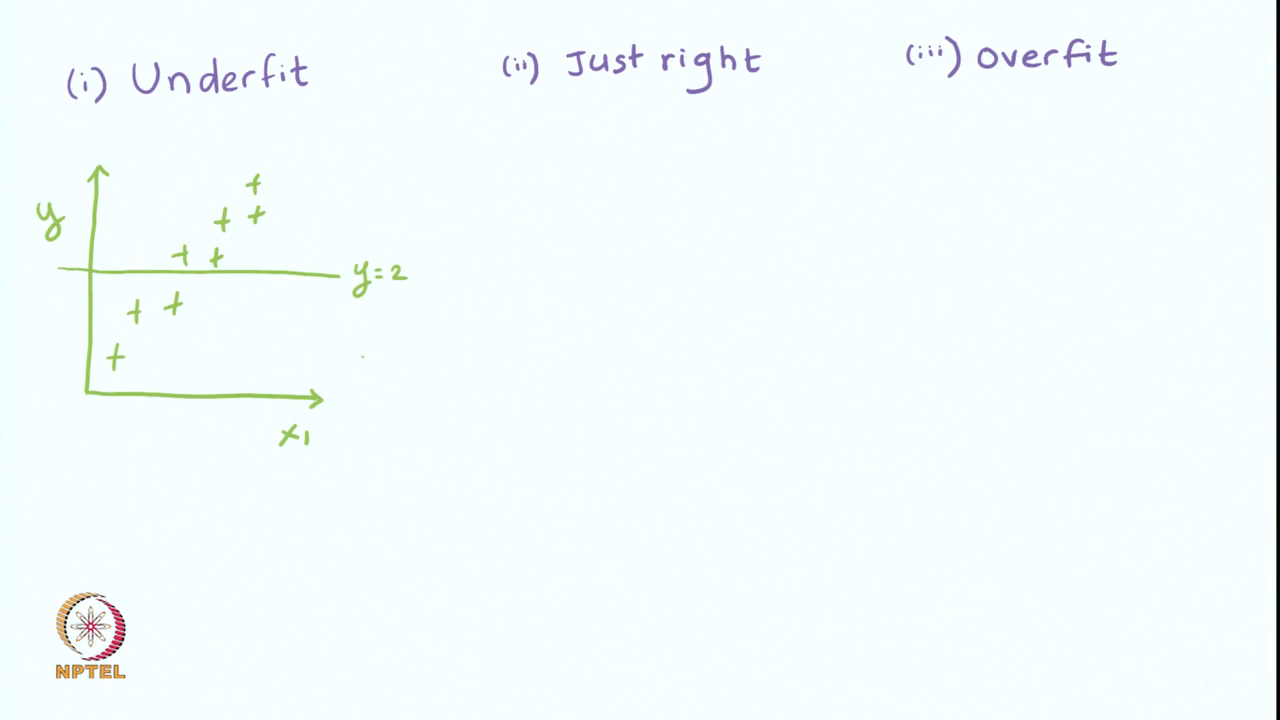 (i) Underfit
(ii) Just right
(iii) overfit
y
y=2
x1
NPTEL